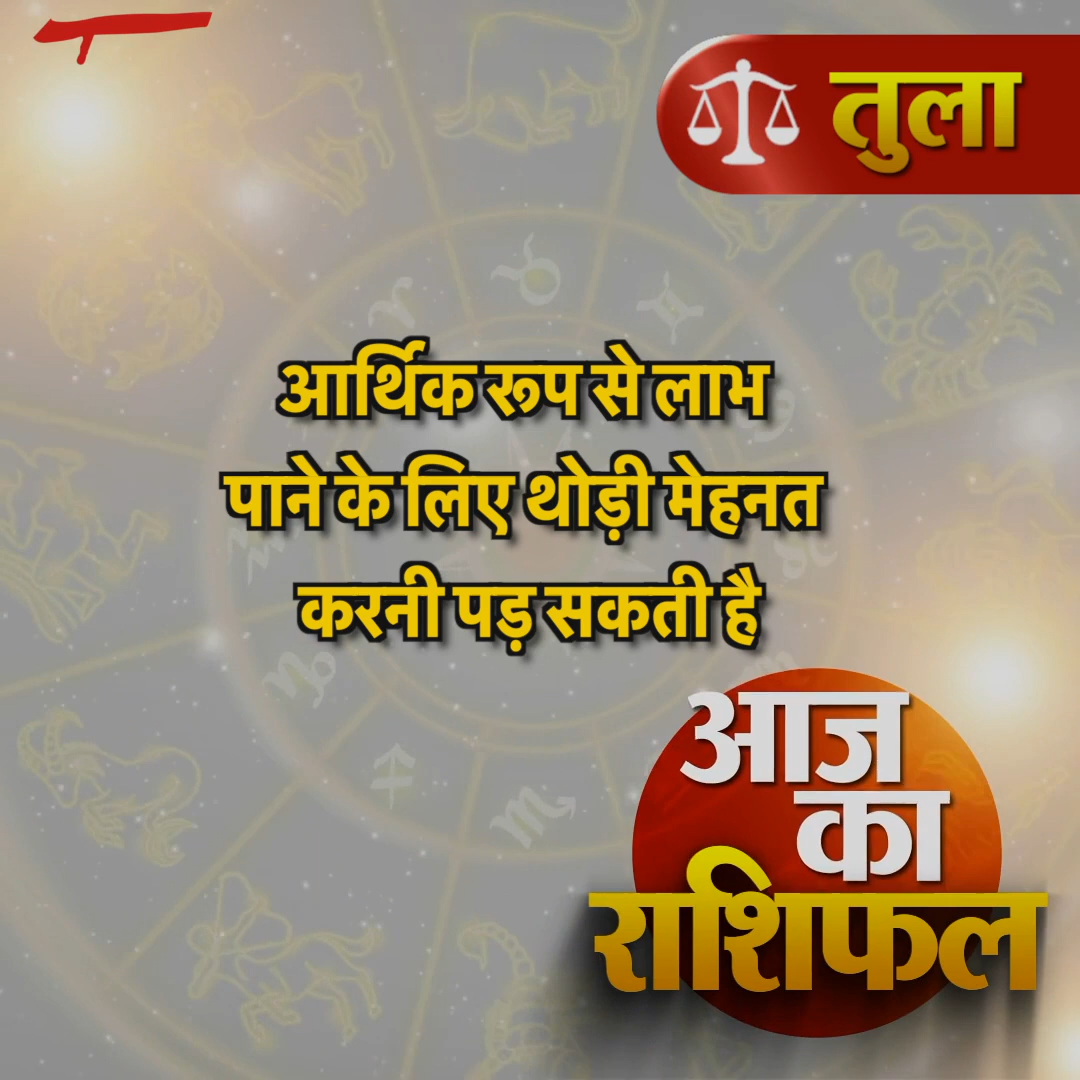 तुला
आर्थिक रूप से लाभ
पाने के लिए थोड़ी मेहनत
करनी पड़ सकती है
आज
का
राशिफल